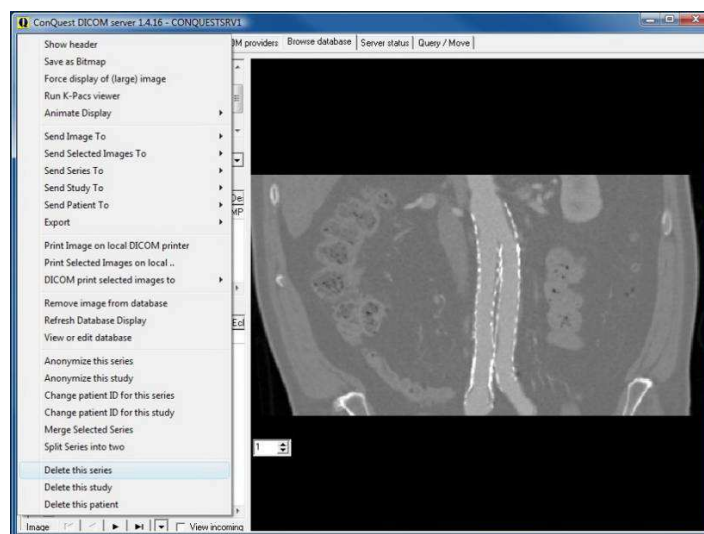 ConQuest DICOM server 1.4.16 - CONQUESTSRV1
OM providers Browse database Server status Query / Move
Show header
Save as Bitmap
Force display of (large) image
Run K-Pacs viewer
Animate Display
Send Image To
Send Selected Images To
Send Series To
Send Study To
Send Patient To
Export
Print Image on local DICOM printer
Print Selected Images on local ..
DICOM print selected images to
Remove image from database
Refresh Database Display
View or edit database
Anonymize this series
Anonymize this study
Change patient ID for this series
Change patient ID for this study
Merge Selected Series
Split Series into two
1
Delete this series
Delete this study
Delete this patient
Image View incoming